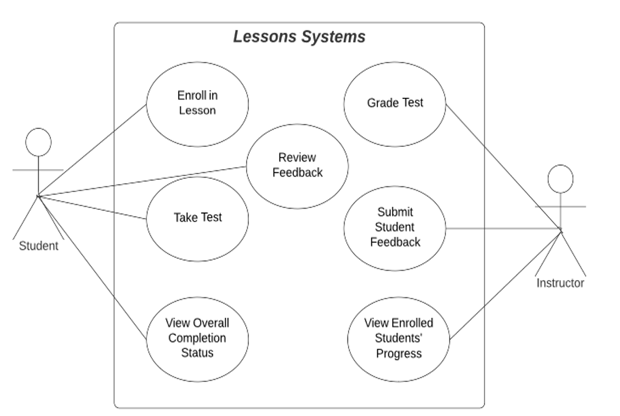 Lessons Systems
Enroll in
Lesson
Grade Test
Review
Feedback
Take Test
Submit
Student
Feedback
Student
Instructor
View Overall
Completion
Status
View Enrolled
Students'
Progress